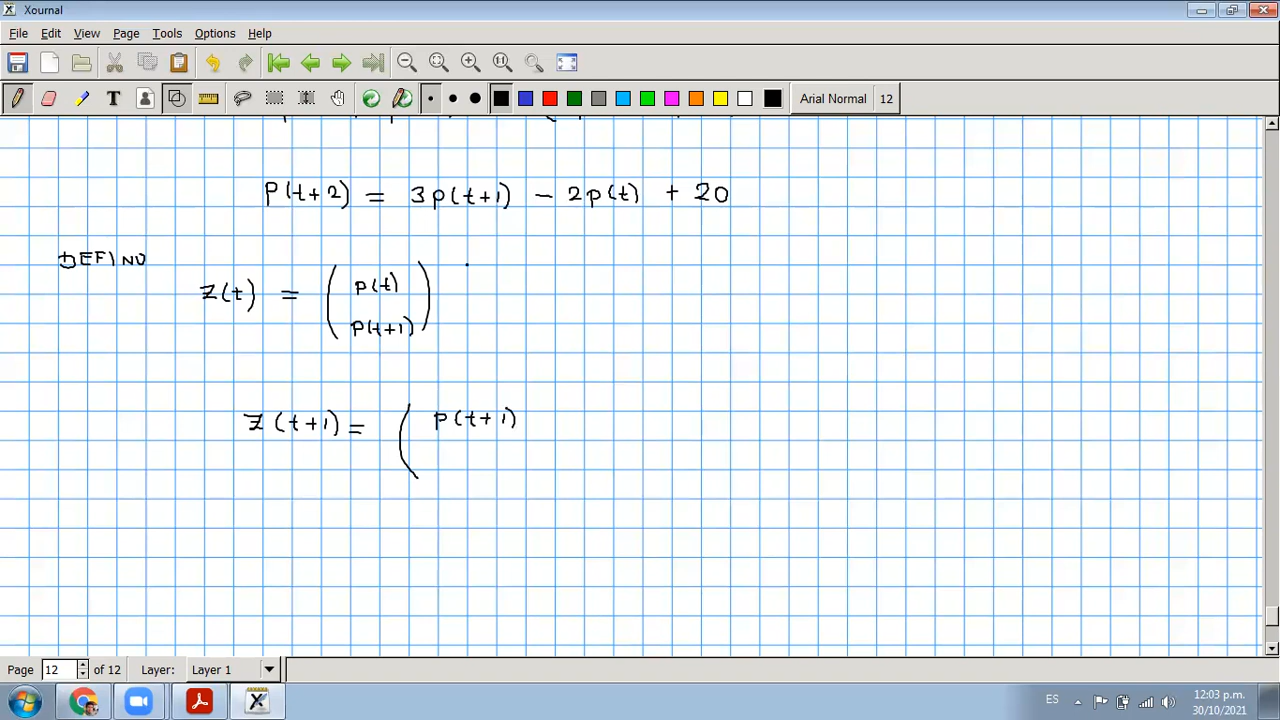 Xournal
File Edit View Page Tools Options Help
Arial Normal 12
P(t+2) = 3p(t+1) - 2p(t) + 20
DEFINO
Z(t) = ( p(t)
p(t+1) )
Z(t+1) = ( p(t+1)
Page 12 of 12 Layer: Layer 1
ES 12:03 p.m.
30/10/2021